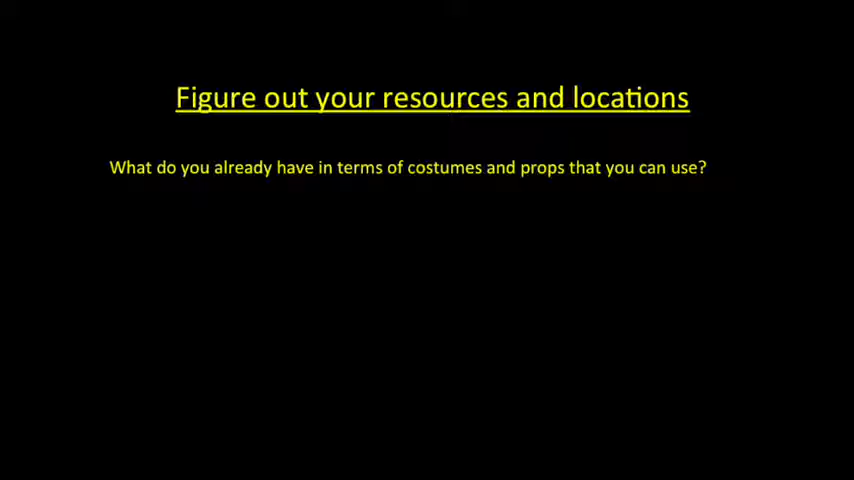 Figure out your resources and locations
What do you already have in terms of costumes and props that you can use?